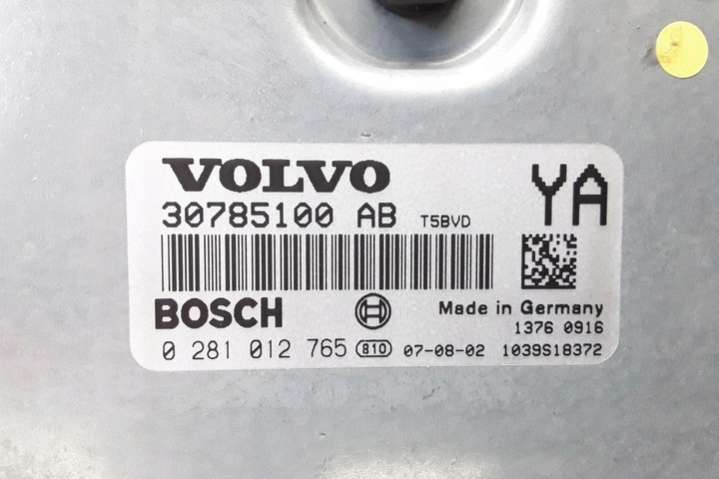 VOLVO
30785100 AB T5BVD
YA
BOSCH
Made in Germany
1376 0916
0 281 012 765 810 07-08-02 1039S18372